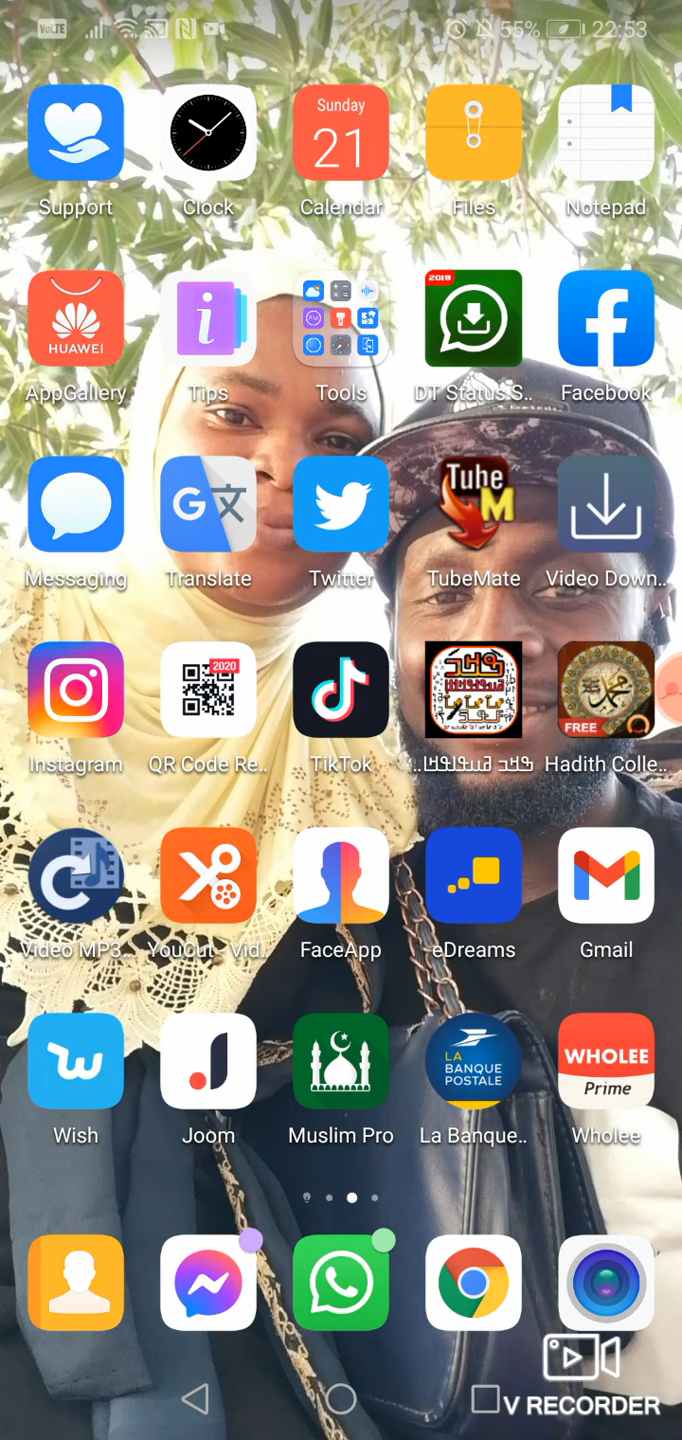 VoLTE 55% 22:53
Sunday
21
Support Clock Calendar Files Notepad
2019
HUAWEI
AppGallery Tips Tools DT Status S.. Facebook
Tube
M
G 文
Messaging Translate Twitter TubeMate Video Down..
2020
FREE
Instagram QR Code Re.. TikTok Hadith Colle..
Video MP3.. YouCut - Vid.. FaceApp eDreams Gmail
LA
BANQUE
POSTALE
WHOLEE
Prime
Wish Joom Muslim Pro La Banque.. Wholee
V RECORDER